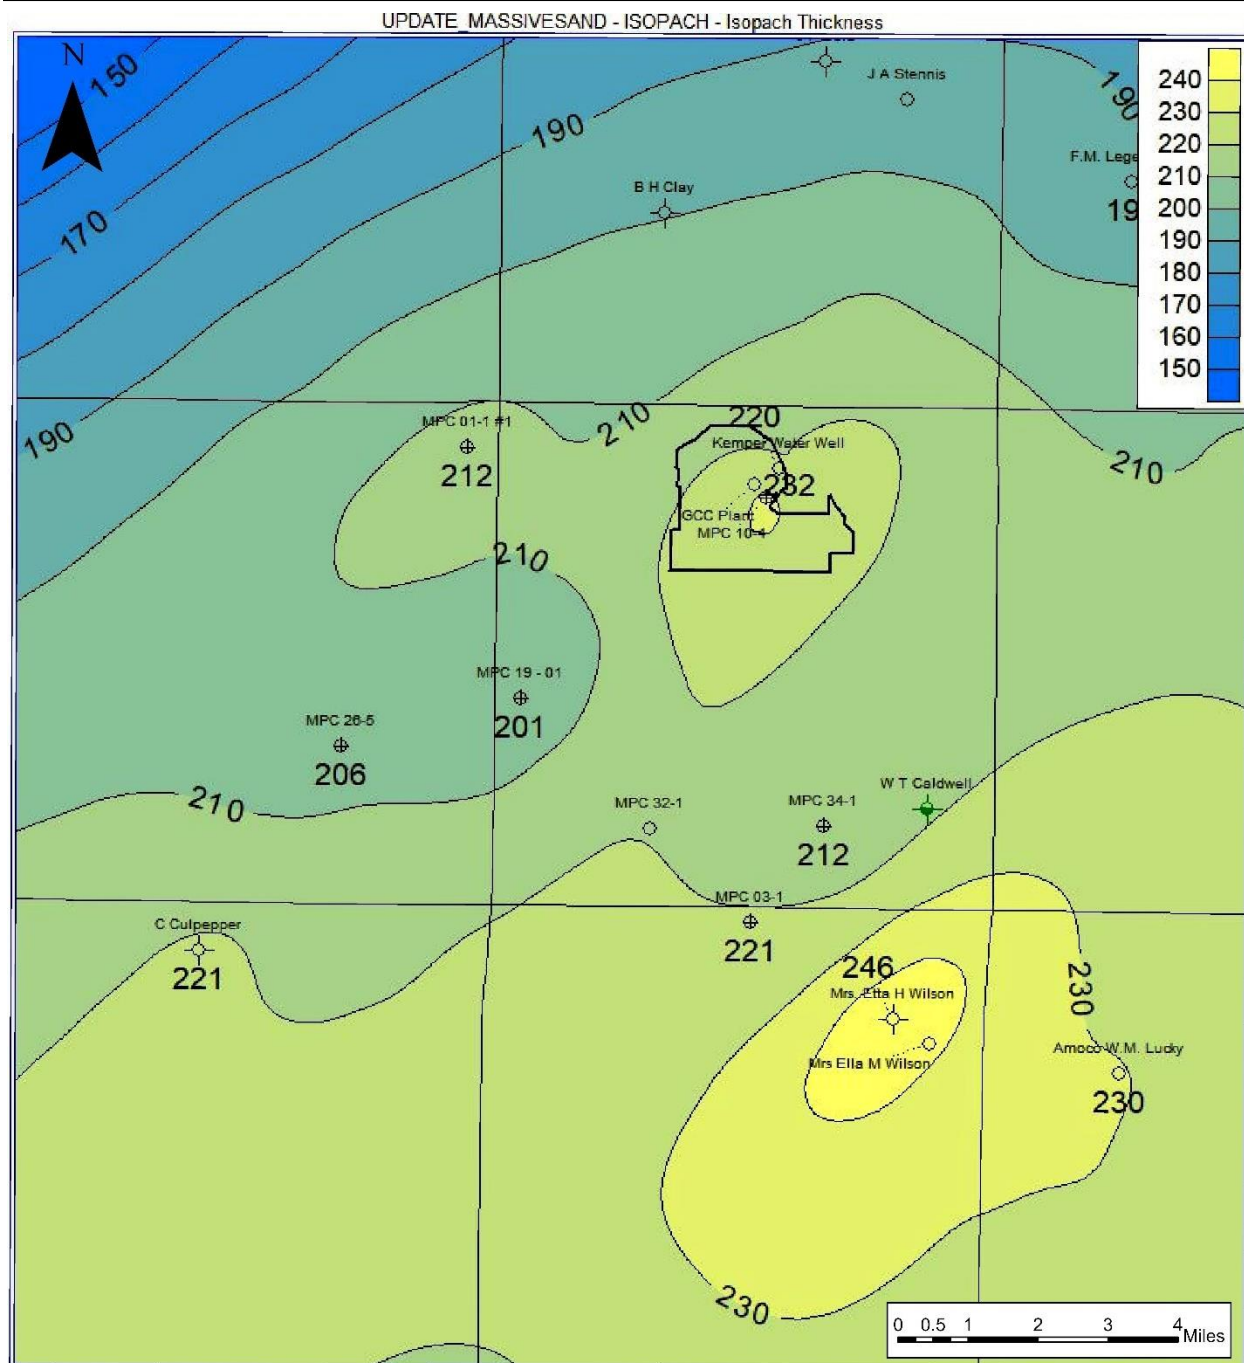 UPDATE_MASSIVESAND - ISOPACH - Isopach Thickness
N
150
J A Stennis
190
240
230
220
210
200
190
180
170
160
150
190
F.M. Lege
19
B H Clay
170
190
MPC 01-1 #1
212
210
220
Kemper Water Well
232
GCC Plant
MPC 10-4
210
210
MPC 19 - 01
201
MPC 26-5
206
210
MPC 32-1
MPC 34-1
212
W T Caldwell
MPC 03-1
221
C Culpepper
221
246
Mrs. Etta H Wilson
Mrs Ella M Wilson
230
Amoco W.M. Lucky
230
230
0 0.5 1 2 3 4
Miles